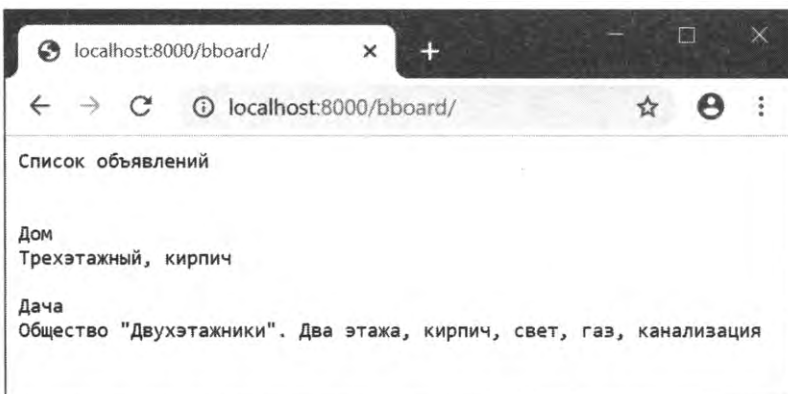 localhost:8000/bboard/
localhost:8000/bboard/
Список объявлений
Дом
Трехэтажный, кирпич
Дача
Общество "Двухэтажники". Два этажа, кирпич, свет, газ, канализация